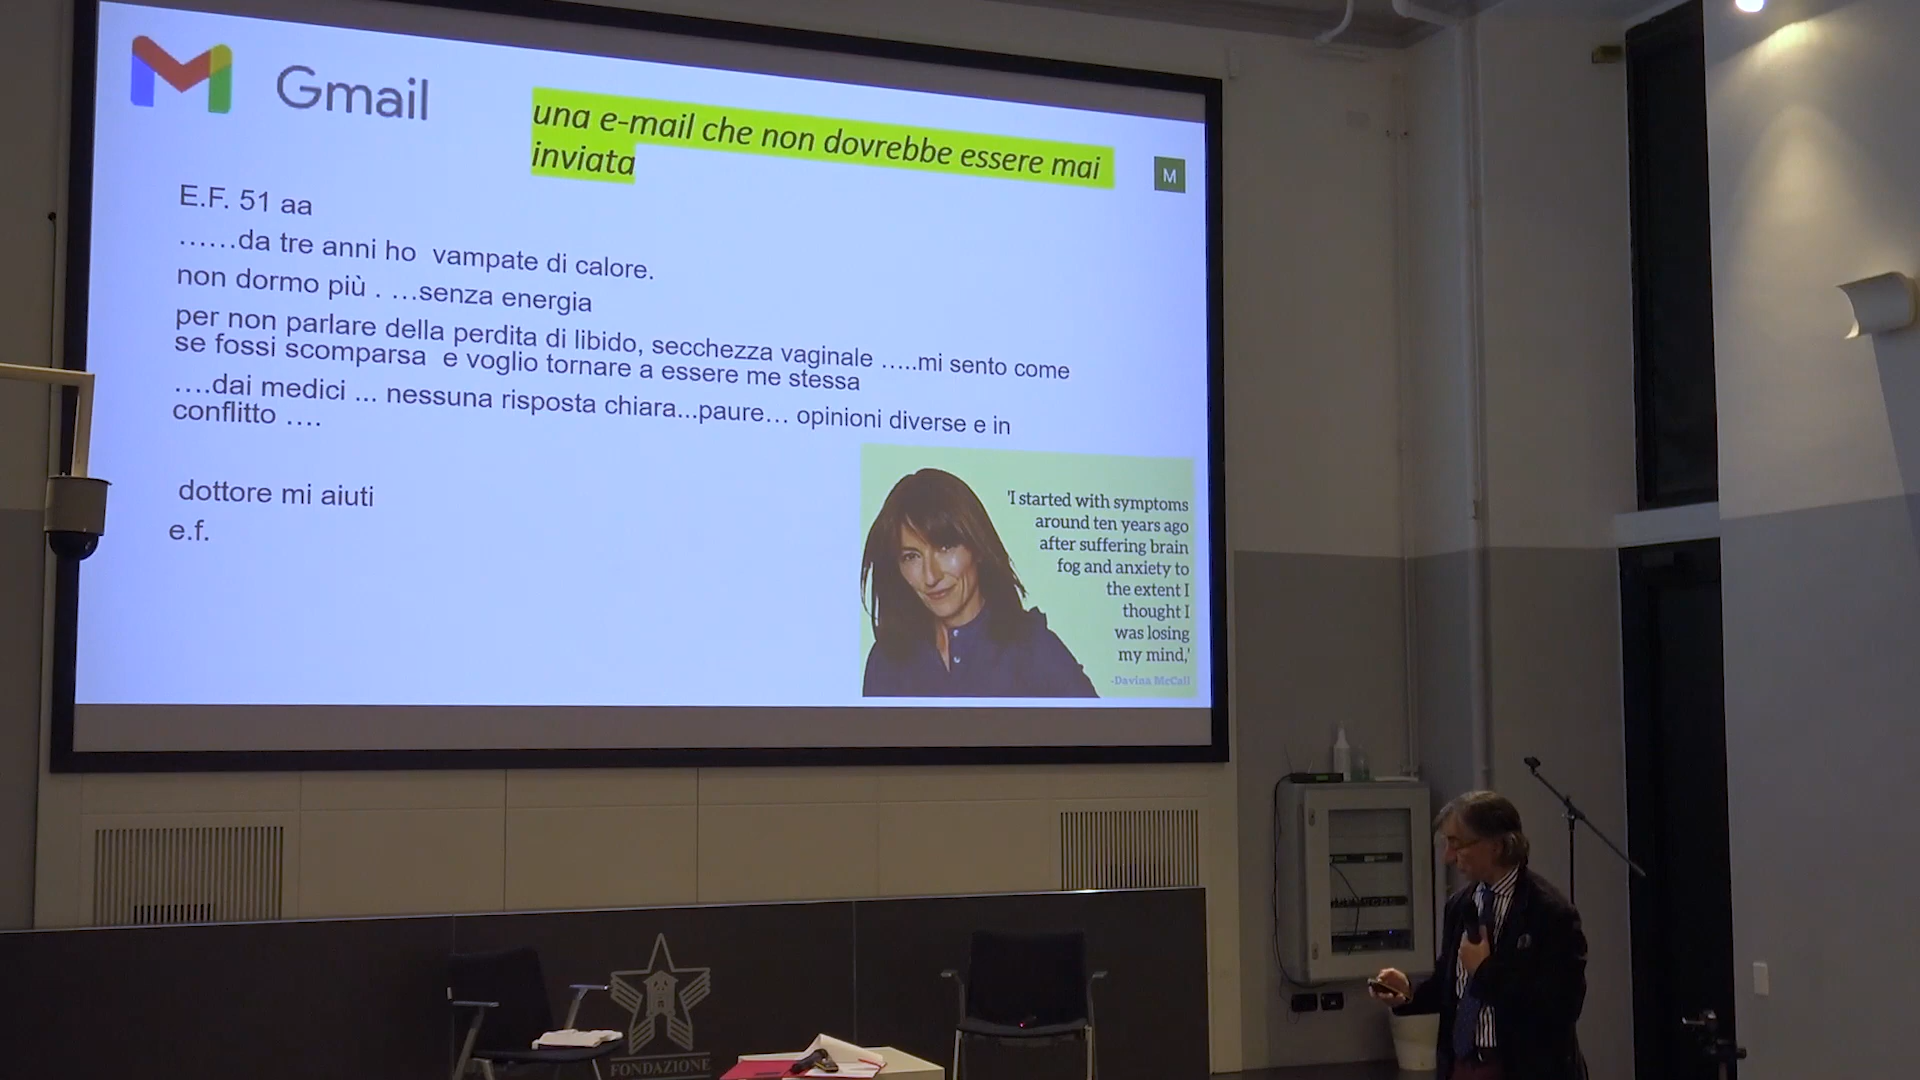 Gmail
una e-mail che non dovrebbe essere mai
inviata
M
E.F. 51 aa
……da tre anni ho vampate di calore.
non dormo più . …senza energia
per non parlare della perdita di libido, secchezza vaginale …..mi sento come
se fossi scomparsa e voglio tornare a essere me stessa
….dai medici ... nessuna risposta chiara...paure… opinioni diverse e in
conflitto ….
dottore mi aiuti
e.f.
'I started with symptoms
around ten years ago
after suffering brain
fog and anxiety to
the extent I
thought I
was losing
my mind,'
-Davina McCall
FONDAZIONE